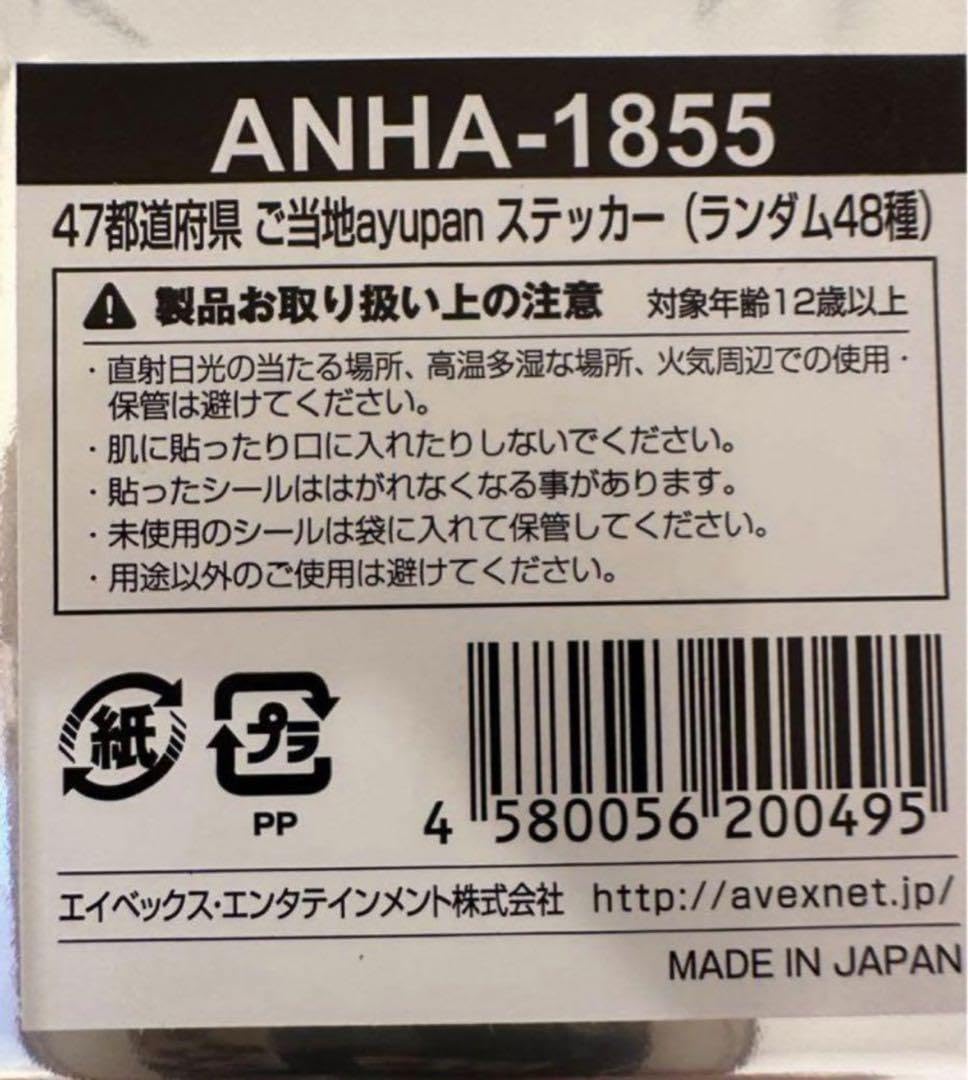 ANHA-1855
47都道府県 ご当地ayupan ステッカー（ランダム48種）
製品お取り扱い上の注意 対象年齢12歳以上
・直射日光の当たる場所、高温多湿な場所、火気周辺での使用・
保管は避けてください。
・肌に貼ったり口に入れたりしないでください。
・貼ったシールははがれなくなる事があります。
・未使用のシールは袋に入れて保管してください。
・用途以外のご使用は避けてください。
紙 プラ
PP
4 580056 200495
エイベックス・エンタテインメント株式会社 http://avexnet.jp/
MADE IN JAPAN